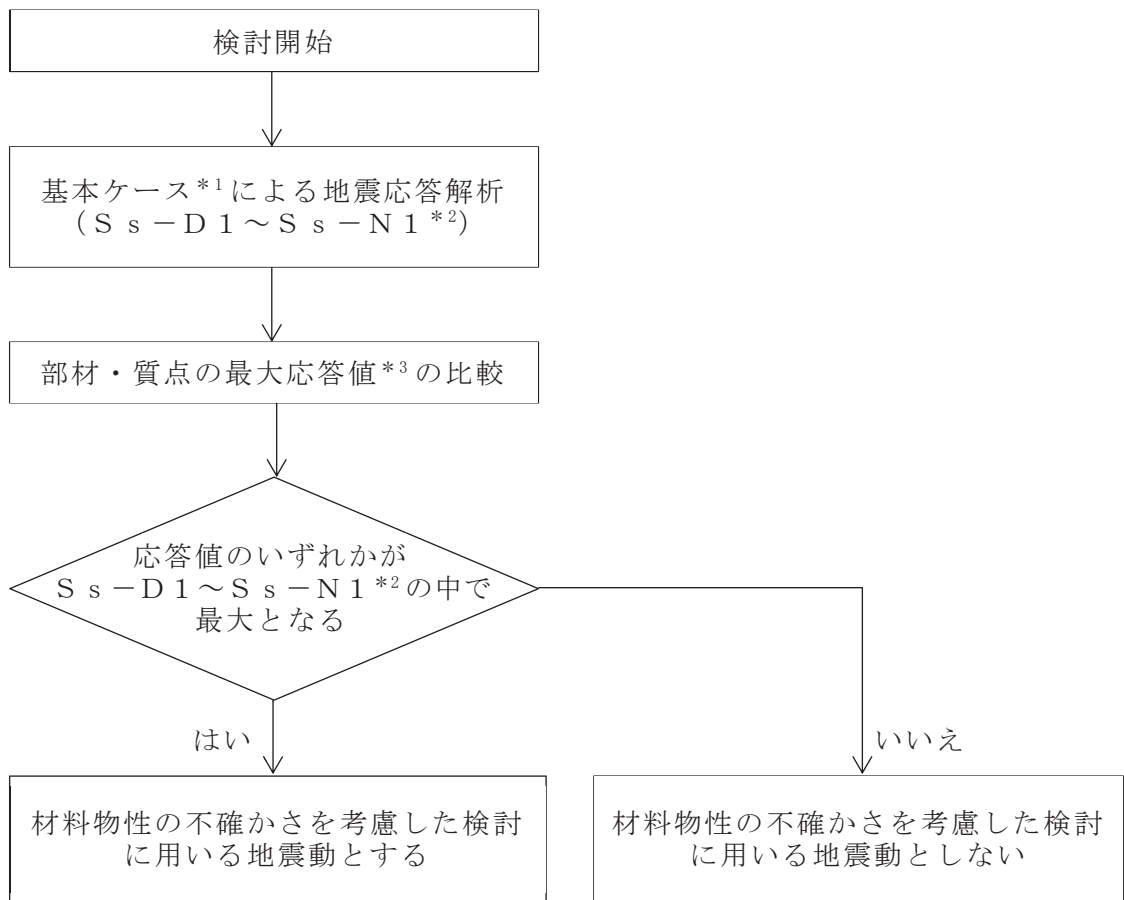 検討開始
基本ケース*1による地震応答解析
（Ｓｓ－Ｄ１～Ｓｓ－Ｎ１*2）
部材・質点の最大応答値*3の比較
応答値のいずれかが
Ｓｓ－Ｄ１～Ｓｓ－Ｎ１*2の中で
最大となる
はい
いいえ
材料物性の不確かさを考慮した検討
に用いる地震動とする
材料物性の不確かさを考慮した検討
に用いる地震動としない